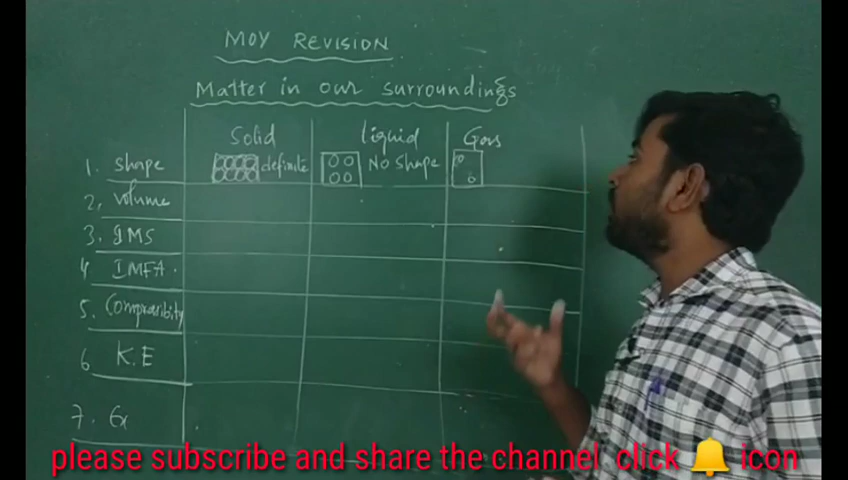 MOY REVISION
Matter in our surroundings
Solid liquid Gas
1. shape definite No shape
2. volume
3. IMS
4 IMFA.
5. Compressibility
6 K.E
7. Ex
please subscribe and share the channel click 🔔 icon